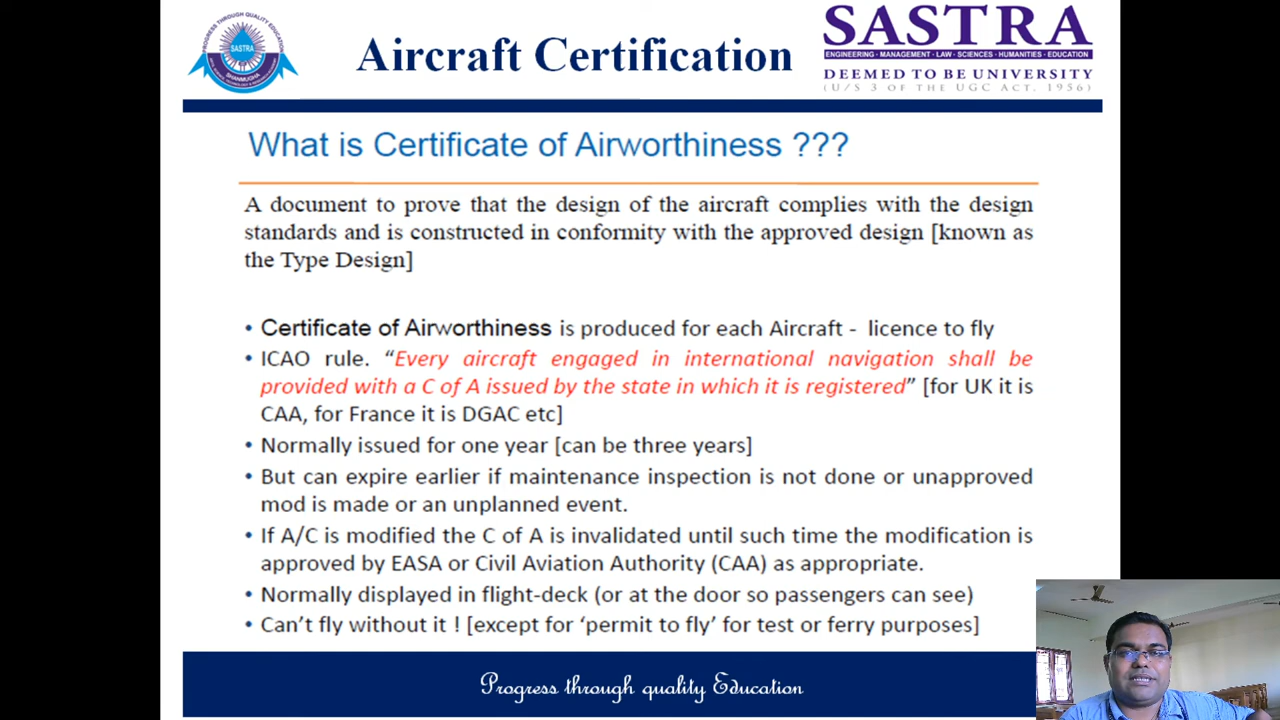 PROGRESS THROUGH QUALITY EDUCATION
SASTRA
SHANMUGHA
Aircraft Certification
SASTRA
ENGINEERING · MANAGEMENT · LAW · SCIENCES · HUMANITIES · EDUCATION
DEEMED TO BE UNIVERSITY
(U/S 3 OF THE UGC ACT, 1956)
What is Certificate of Airworthiness ???
A document to prove that the design of the aircraft complies with the design
standards and is constructed in conformity with the approved design [known as
the Type Design]
• Certificate of Airworthiness is produced for each Aircraft - licence to fly
• ICAO rule. “Every aircraft engaged in international navigation shall be
provided with a C of A issued by the state in which it is registered” [for UK it is
CAA, for France it is DGAC etc]
• Normally issued for one year [can be three years]
• But can expire earlier if maintenance inspection is not done or unapproved
mod is made or an unplanned event.
• If A/C is modified the C of A is invalidated until such time the modification is
approved by EASA or Civil Aviation Authority (CAA) as appropriate.
• Normally displayed in flight-deck (or at the door so passengers can see)
• Can’t fly without it ! [except for ‘permit to fly’ for test or ferry purposes]
Progress through quality Education